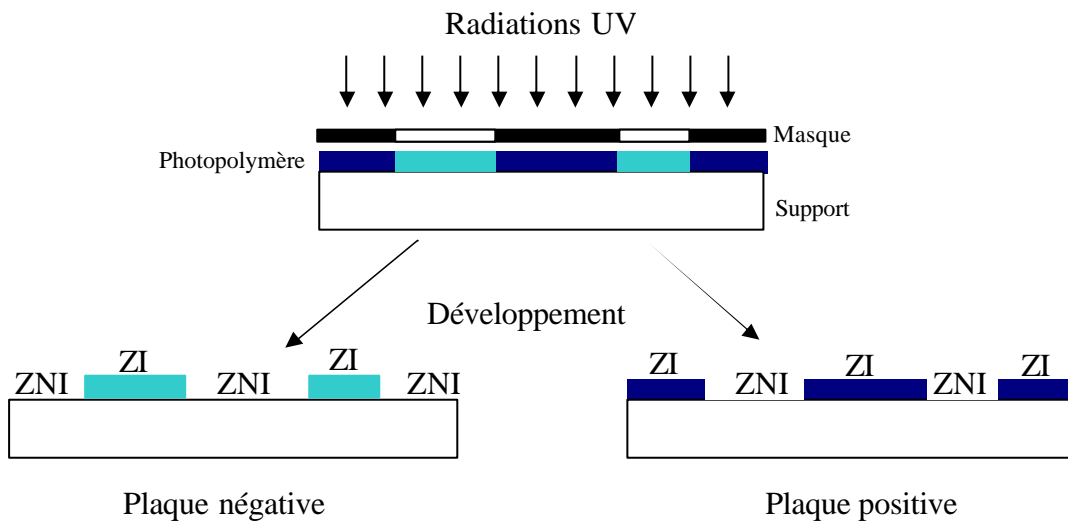 Radiations UV
Masque
Photopolymère
Support
Développement
ZNI ZI ZNI ZI ZNI
ZI ZNI ZI ZNI ZI
Plaque négative
Plaque positive